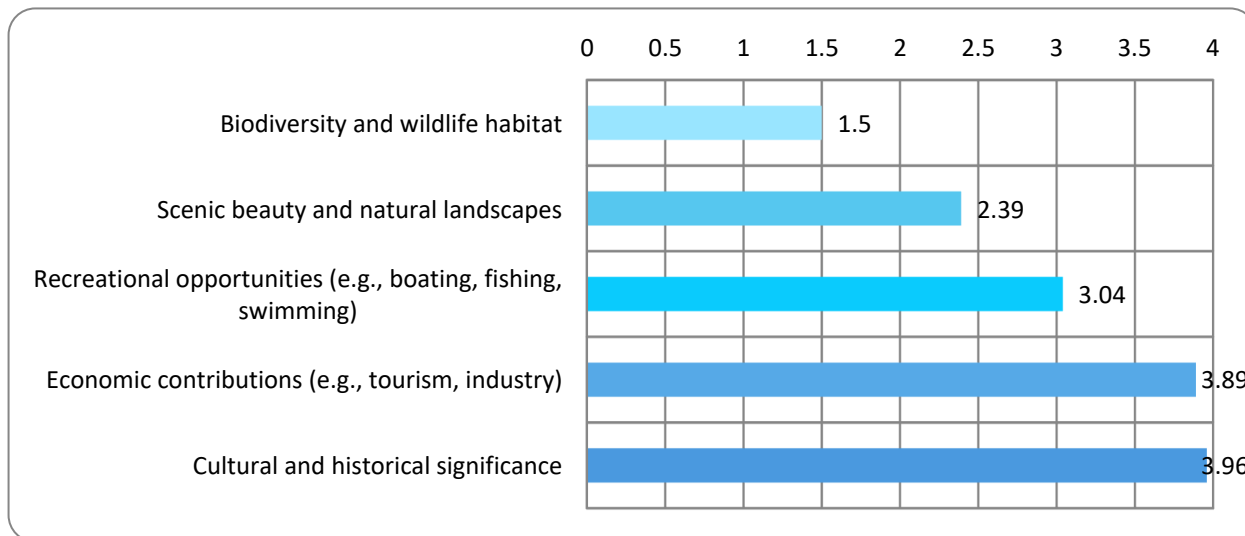 0 0.5 1 1.5 2 2.5 3 3.5 4
Biodiversity and wildlife habitat 1.5
Scenic beauty and natural landscapes 2.39
Recreational opportunities (e.g., boating, fishing,
swimming) 3.04
Economic contributions (e.g., tourism, industry) 3.89
Cultural and historical significance 3.96